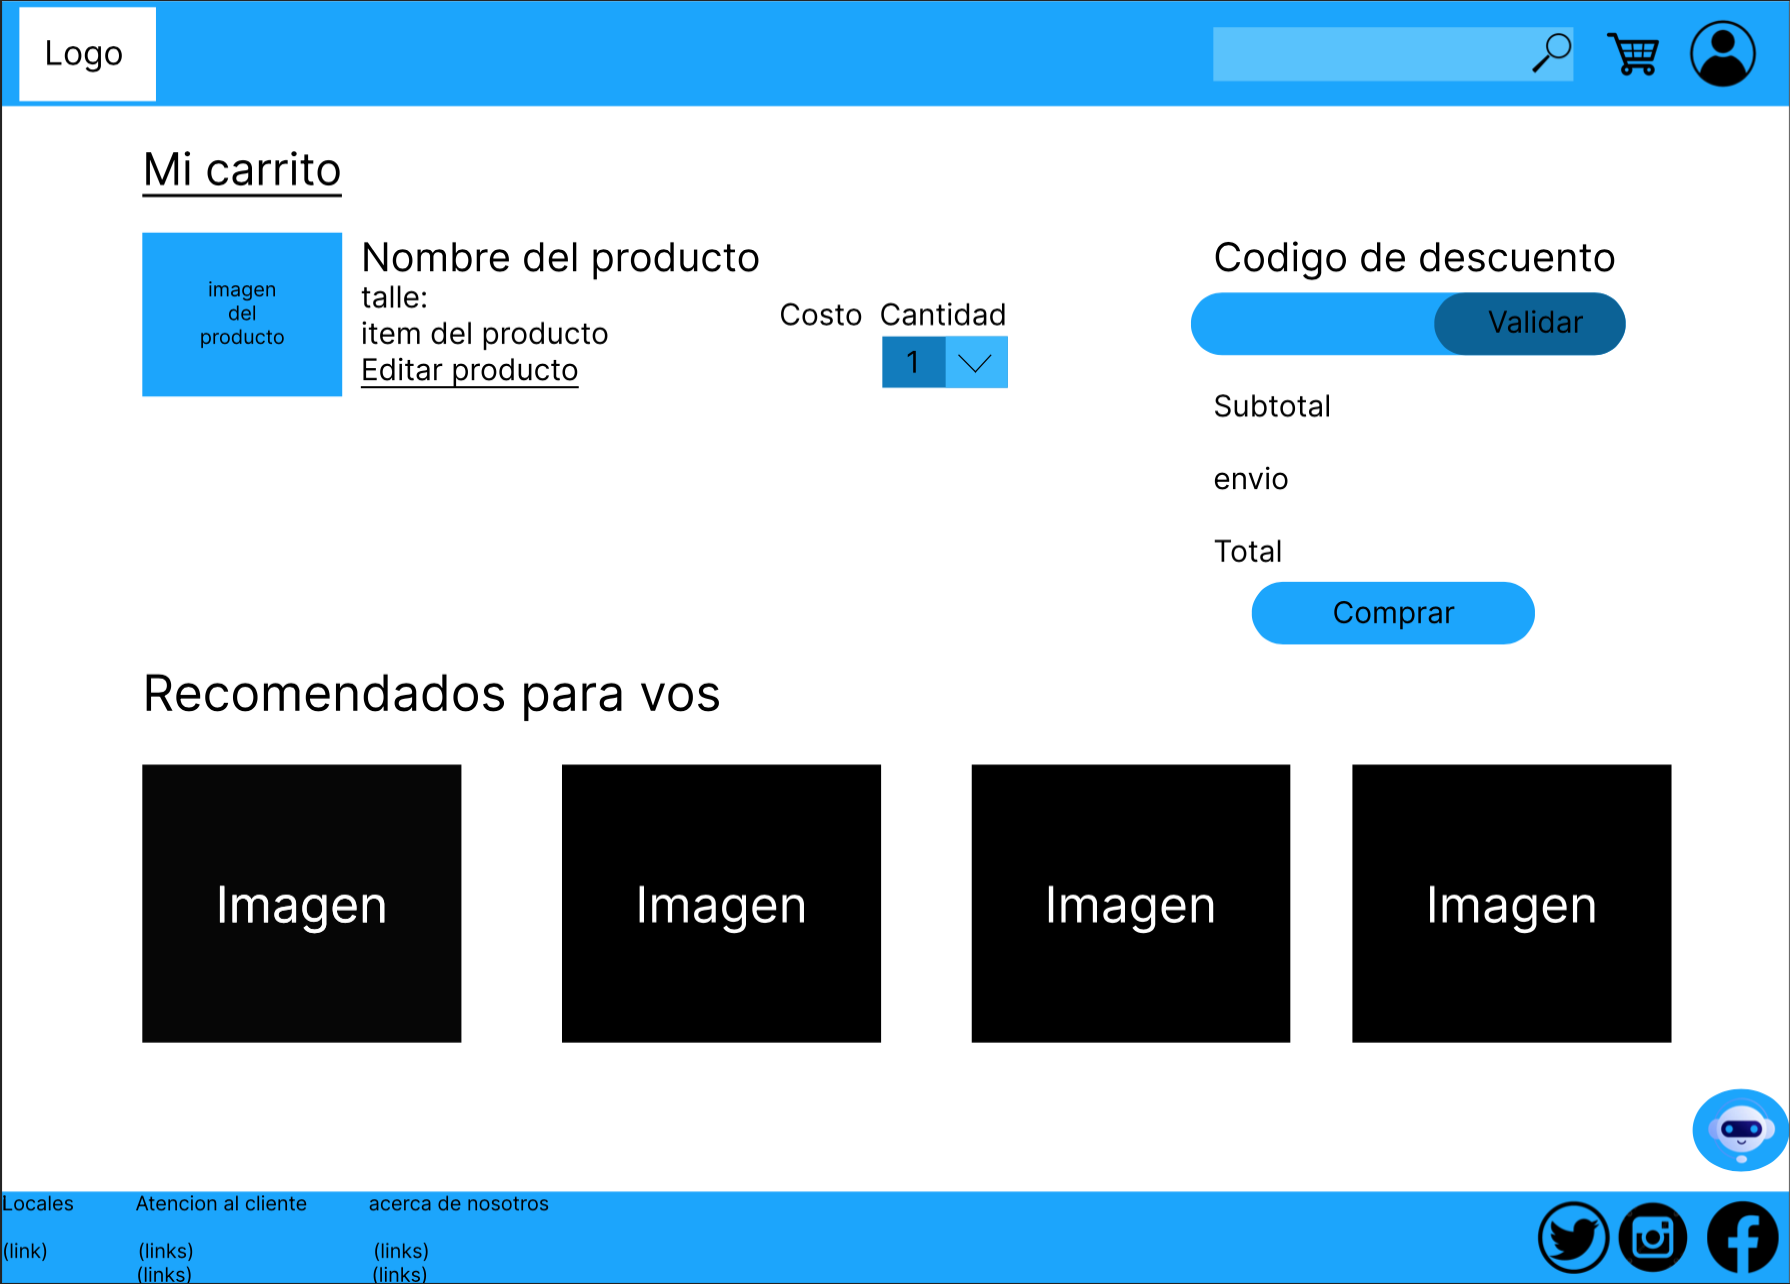 Logo
Mi carrito
imagen
del
producto
Nombre del producto
talle:
item del producto
Editar producto
Costo
Cantidad
1
Codigo de descuento
Validar
Subtotal
envio
Total
Comprar
Recomendados para vos
Imagen
Imagen
Imagen
Imagen
Locales
(link)
Atencion al cliente
(links)
(links)
acerca de nosotros
(links)
(links)